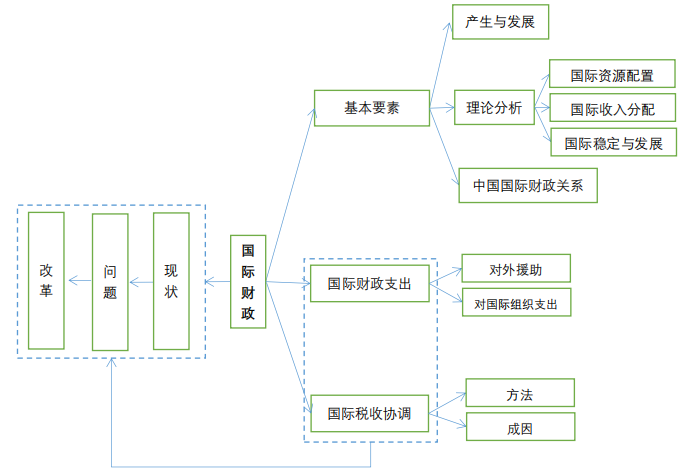 产生与发展
国际资源配置
基本要素
理论分析
国际收入分配
国际稳定与发展
中国国际财政关系
改
革
问
题
现
状
国
际
财
政
国际财政支出
对外援助
对国际组织支出
国际税收协调
方法
成因